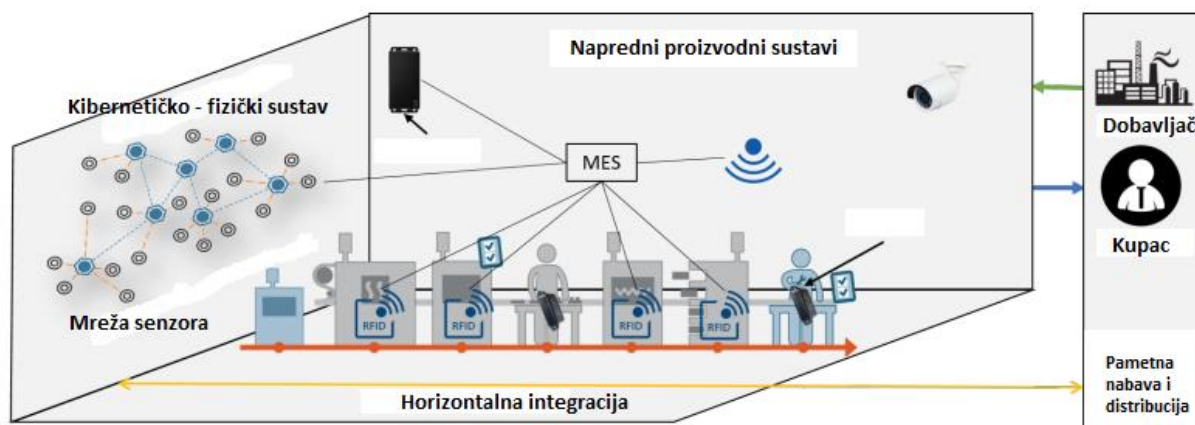 Napredni proizvodni sustavi
Kibernetičko - fizički sustav
MES
Dobavljač
Kupac
RFID
RFID
RFID
RFID
Mreža senzora
Horizontalna integracija
Pametna
nabava i
distribucija